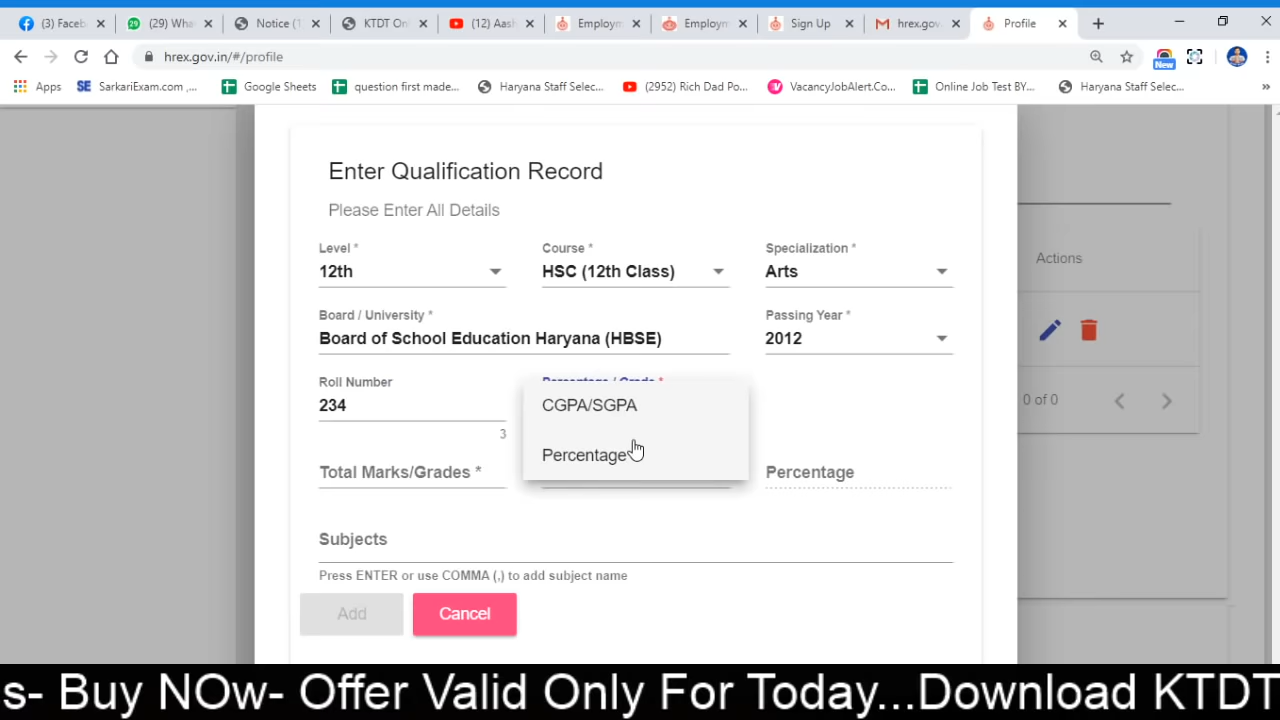 (3) Faceb
(29) Wha
Notice (1
KTDT On
(12) Aash
Employm
Employm
Sign Up
hrex.gov.
Profile
hrex.gov.in/#/profile
New
Apps
SarkariExam.com ,...
Google Sheets
question first made...
Haryana Staff Selec...
(2952) Rich Dad Po...
VacancyJobAlert.Co...
Online Job Test BY...
Haryana Staff Selec...
»
Enter Qualification Record
Please Enter All Details
Level * Course * Specialization *
12th HSC (12th Class) Arts
Board / University * Passing Year *
Board of School Education Haryana (HBSE) 2012
Roll Number Percentage / Grade *
234 CGPA/SGPA
3
Percentage
Total Marks/Grades * Percentage
Subjects
Press ENTER or use COMMA (,) to add subject name
Add Cancel
Actions
0 of 0
s- Buy NOw- Offer Valid Only For Today...Download KTDT